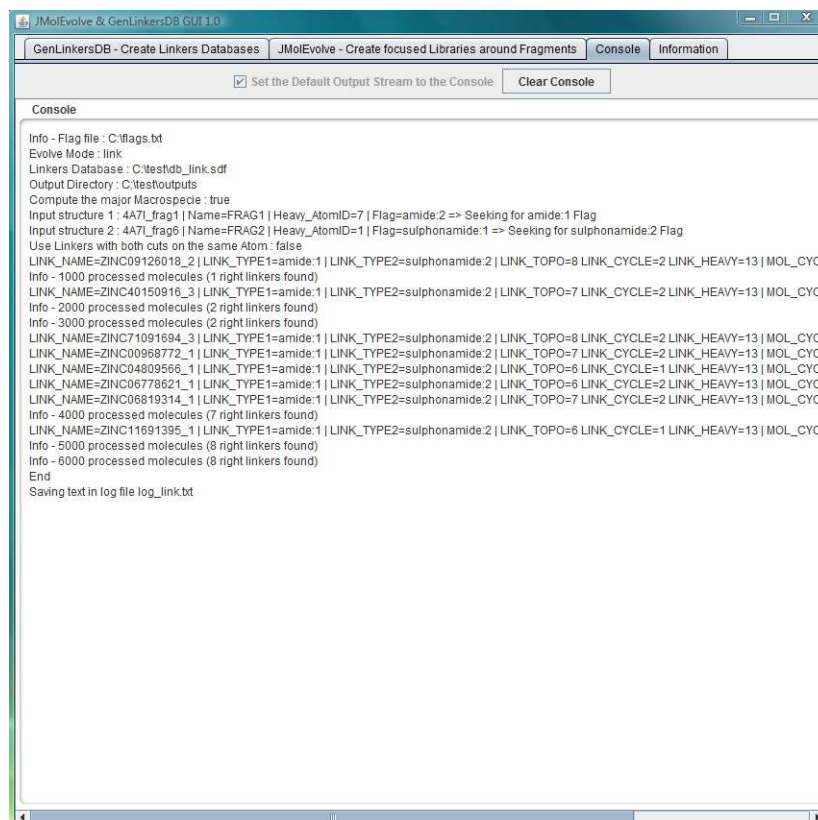 JMolEvolve & GenLinkersDB GUI 1.0
GenLinkersDB - Create Linkers Databases JMolEvolve - Create focused Libraries around Fragments Console Information
Set the Default Output Stream to the Console Clear Console
Console
Info - Flag file : C:\flags.txt
Evolve Mode : link
Linkers Database : C:\test\db_link.sdf
Output Directory : C:\test\outputs
Compute the major Macrospecie : true
Input structure 1 : 4A7I_frag1 | Name=FRAG1 | Heavy_AtomID=7 | Flag=amide:2 => Seeking for amide:1 Flag
Input structure 2 : 4A7I_frag6 | Name=FRAG2 | Heavy_AtomID=1 | Flag=sulphonamide:1 => Seeking for sulphonamide:2 Flag
Use Linkers with both cuts on the same Atom : false
LINK_NAME=ZINC09126018_2 | LINK_TYPE1=amide:1 | LINK_TYPE2=sulphonamide:2 | LINK_TOPO=8 LINK_CYCLE=2 LINK_HEAVY=13 | MOL_CYC
Info - 1000 processed molecules (1 right linkers found)
LINK_NAME=ZINC40150916_3 | LINK_TYPE1=amide:1 | LINK_TYPE2=sulphonamide:2 | LINK_TOPO=7 LINK_CYCLE=2 LINK_HEAVY=13 | MOL_CYC
Info - 2000 processed molecules (2 right linkers found)
Info - 3000 processed molecules (2 right linkers found)
LINK_NAME=ZINC71091694_3 | LINK_TYPE1=amide:1 | LINK_TYPE2=sulphonamide:2 | LINK_TOPO=8 LINK_CYCLE=2 LINK_HEAVY=13 | MOL_CYC
LINK_NAME=ZINC00968772_1 | LINK_TYPE1=amide:1 | LINK_TYPE2=sulphonamide:2 | LINK_TOPO=7 LINK_CYCLE=2 LINK_HEAVY=13 | MOL_CYC
LINK_NAME=ZINC04809566_1 | LINK_TYPE1=amide:1 | LINK_TYPE2=sulphonamide:2 | LINK_TOPO=6 LINK_CYCLE=1 LINK_HEAVY=13 | MOL_CYC
LINK_NAME=ZINC06778621_1 | LINK_TYPE1=amide:1 | LINK_TYPE2=sulphonamide:2 | LINK_TOPO=6 LINK_CYCLE=2 LINK_HEAVY=13 | MOL_CYC
LINK_NAME=ZINC06819314_1 | LINK_TYPE1=amide:1 | LINK_TYPE2=sulphonamide:2 | LINK_TOPO=7 LINK_CYCLE=2 LINK_HEAVY=13 | MOL_CYC
Info - 4000 processed molecules (7 right linkers found)
LINK_NAME=ZINC11691395_1 | LINK_TYPE1=amide:1 | LINK_TYPE2=sulphonamide:2 | LINK_TOPO=6 LINK_CYCLE=1 LINK_HEAVY=13 | MOL_CYC
Info - 5000 processed molecules (8 right linkers found)
Info - 6000 processed molecules (8 right linkers found)
End
Saving text in log file log_link.txt